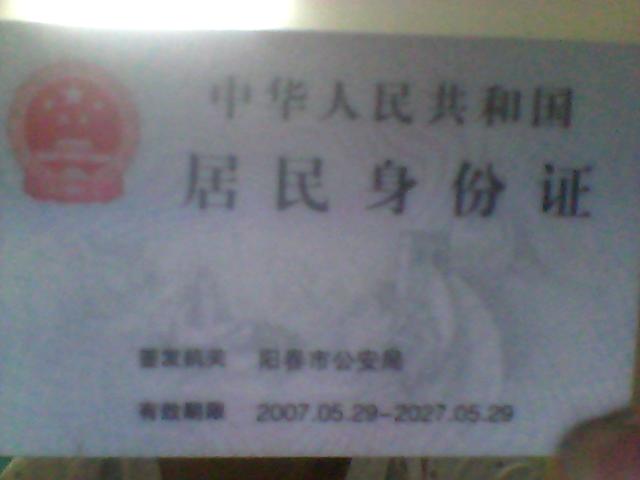 中华人民共和国
居民身份证
签发机关 阳春市公安局
有效期限 2007.05.29-2027.05.29